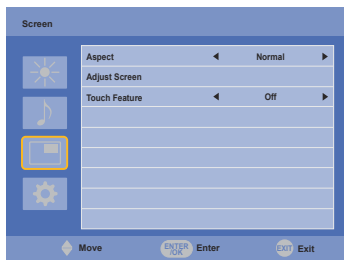 Screen
Aspect Normal
Adjust Screen
Touch Feature Off
Move ENTER /OK Enter EXIT Exit